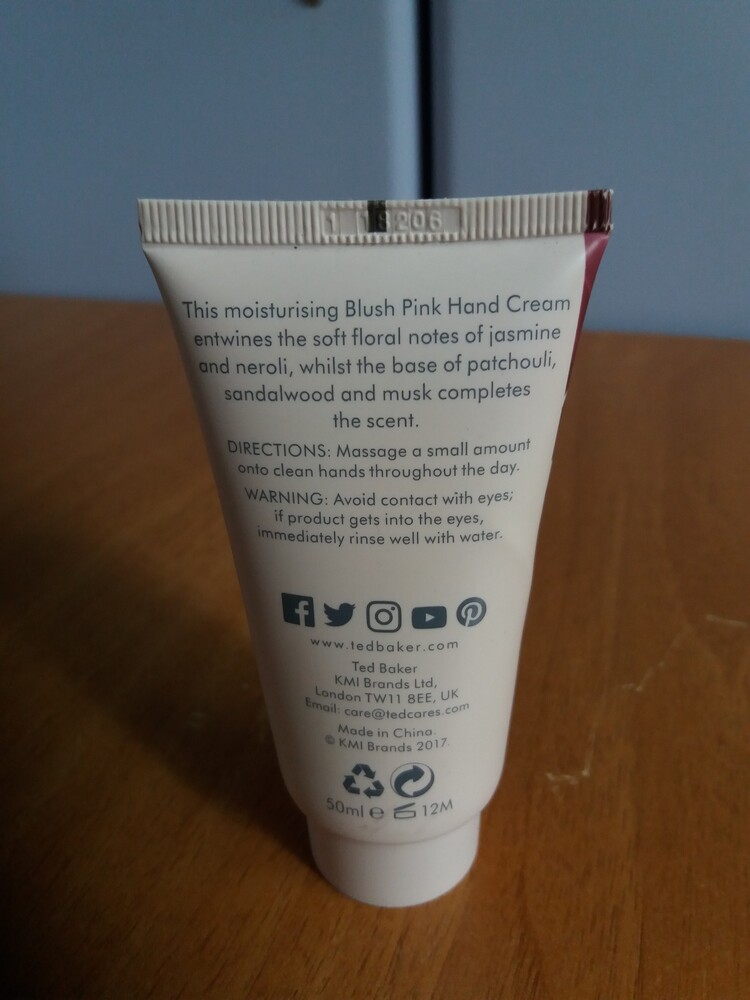 This moisturising Blush Pink Hand Cream
entwines the soft floral notes of jasmine
and neroli, whilst the base of patchouli,
sandalwood and musk completes
the scent.
DIRECTIONS: Massage a small amount
onto clean hands throughout the day.
WARNING: Avoid contact with eyes;
if product gets into the eyes,
immediately rinse well with water.
www.tedbaker.com
Ted Baker
KMI Brands Ltd,
London TW11 8EE, UK
Email: care@tedcares.com
Made in China.
© KMI Brands 2017.
50ml ℮ 12M